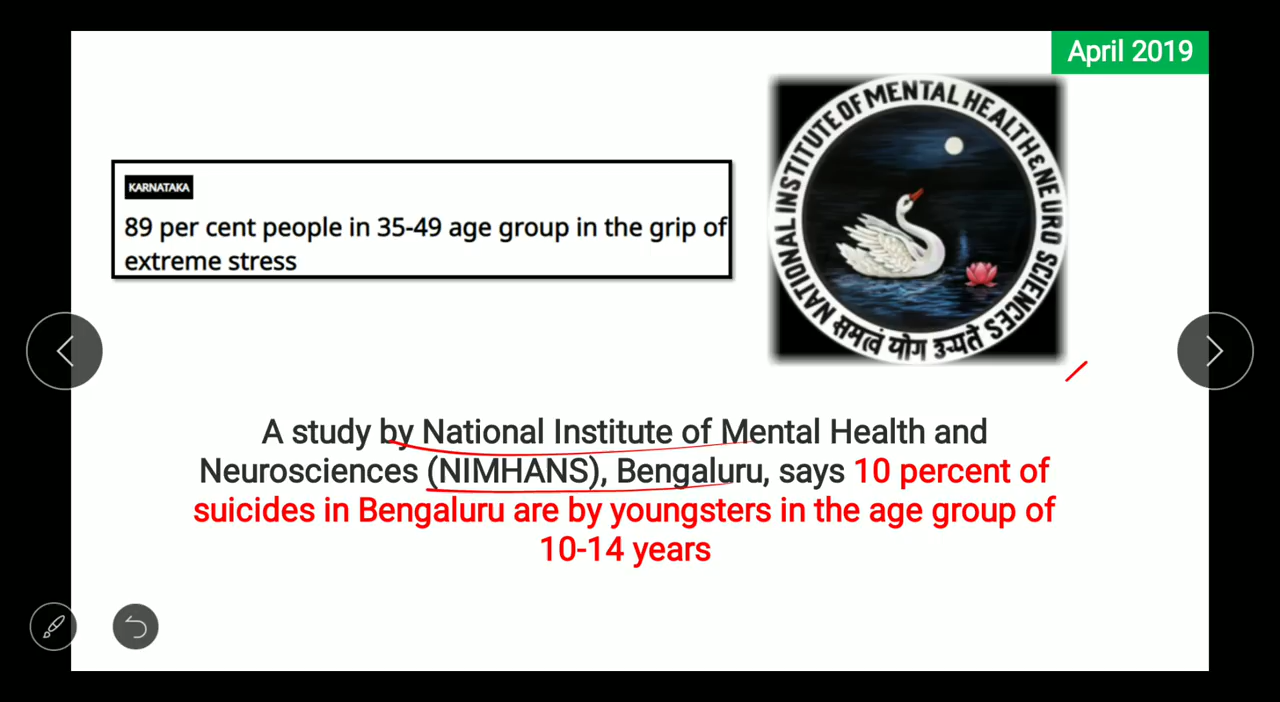 April 2019
NATIONAL INSTITUTE OF MENTAL HEALTH & NEURO SCIENCES
समत्वं योग उच्यते
KARNATAKA
89 per cent people in 35-49 age group in the grip of
extreme stress
A study by National Institute of Mental Health and
Neurosciences (NIMHANS), Bengaluru, says 10 percent of
suicides in Bengaluru are by youngsters in the age group of
10-14 years